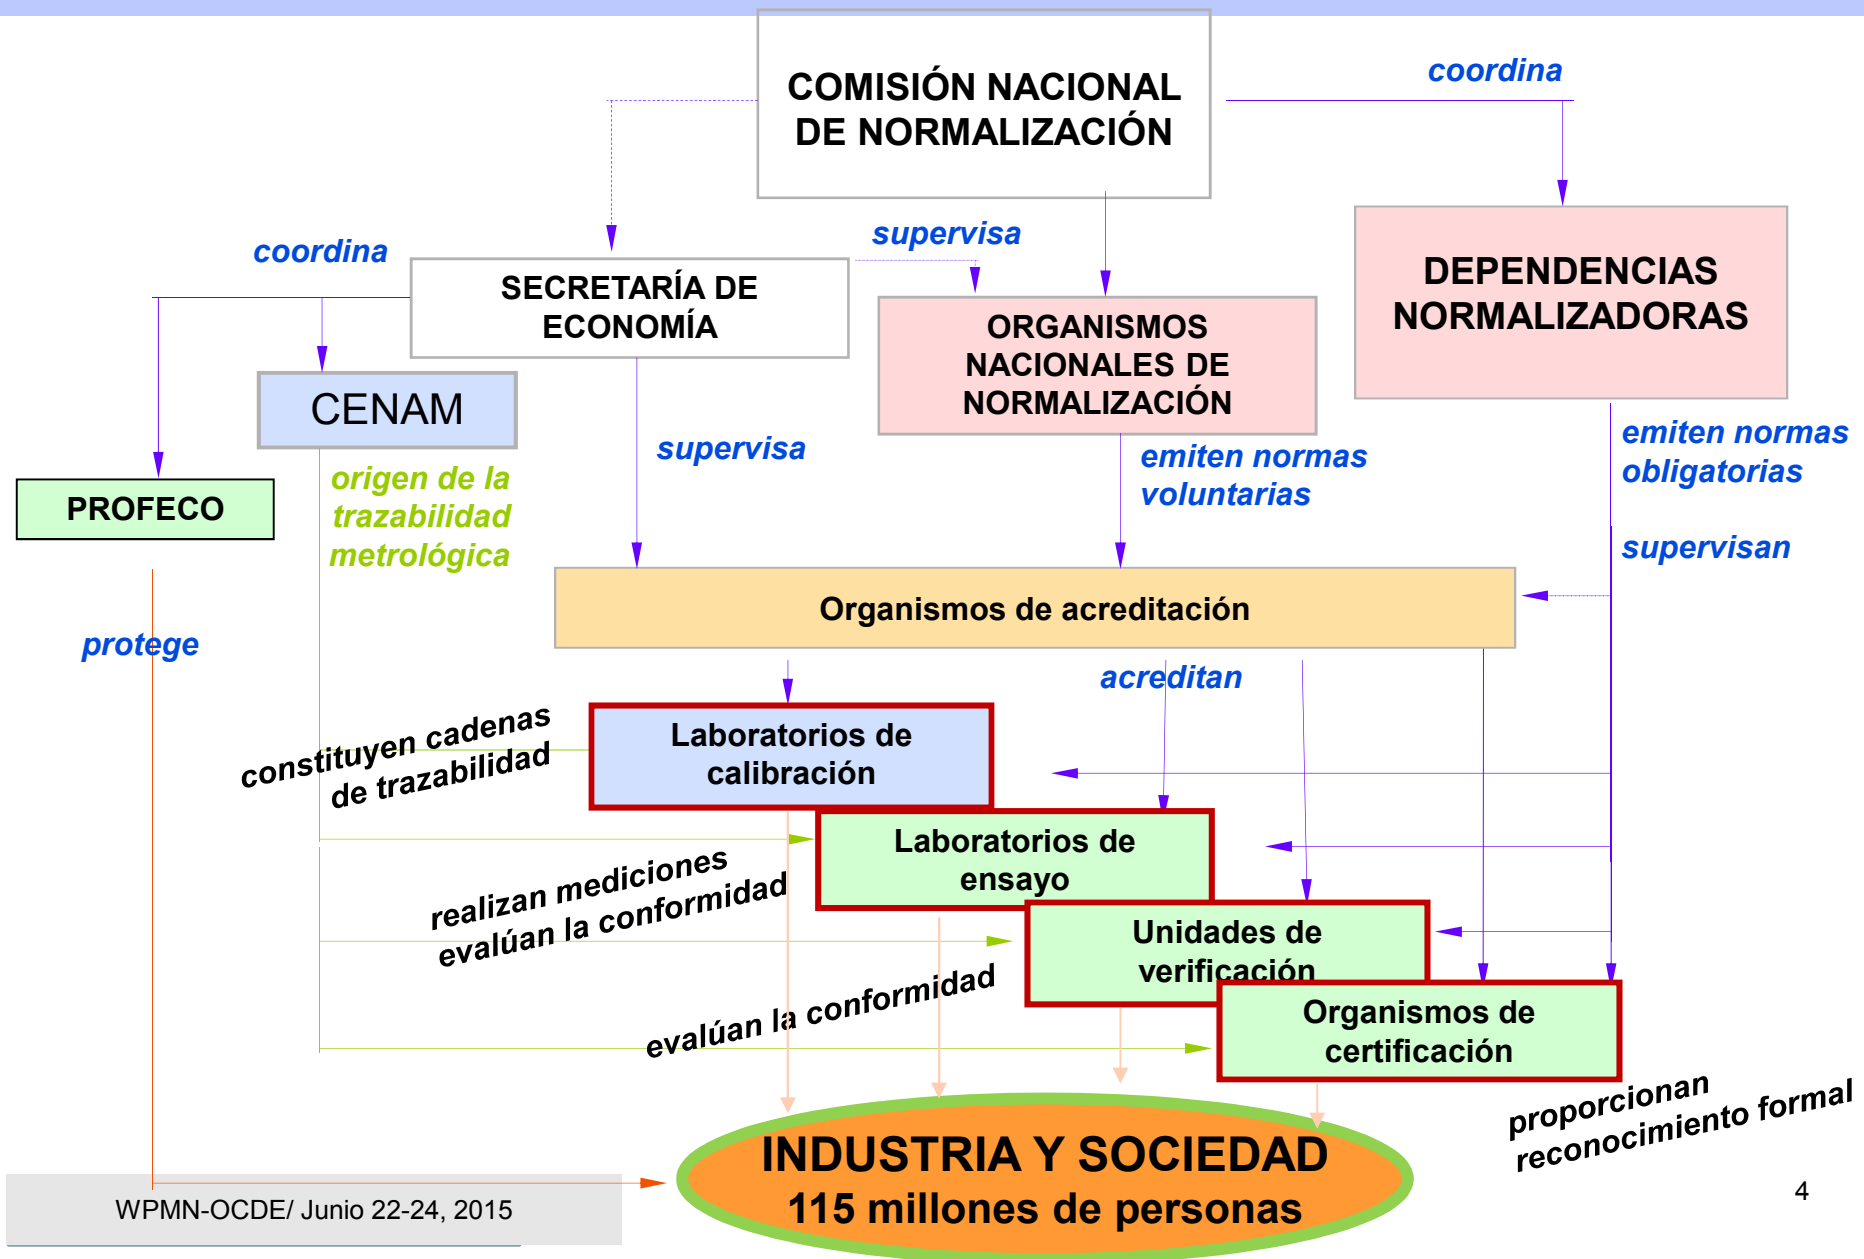 COMISIÓN NACIONAL
DE NORMALIZACIÓN
coordina
coordina
supervisa
SECRETARÍA DE
ECONOMÍA
ORGANISMOS
NACIONALES DE
NORMALIZACIÓN
DEPENDENCIAS
NORMALIZADORAS
CENAM
PROFECO
origen de la
trazabilidad
metrológica
supervisa
emiten normas
voluntarias
emiten normas
obligatorias
supervisan
Organismos de acreditación
protege
acreditan
constituyen cadenas
de trazabilidad
Laboratorios de
calibración
realizan mediciones
evalúan la conformidad
Laboratorios de
ensayo
Unidades de
verificación
evalúan la conformidad
Organismos de
certificación
proporcionan
reconocimiento formal
INDUSTRIA Y SOCIEDAD
115 millones de personas
WPMN-OCDE/ Junio 22-24, 2015
4